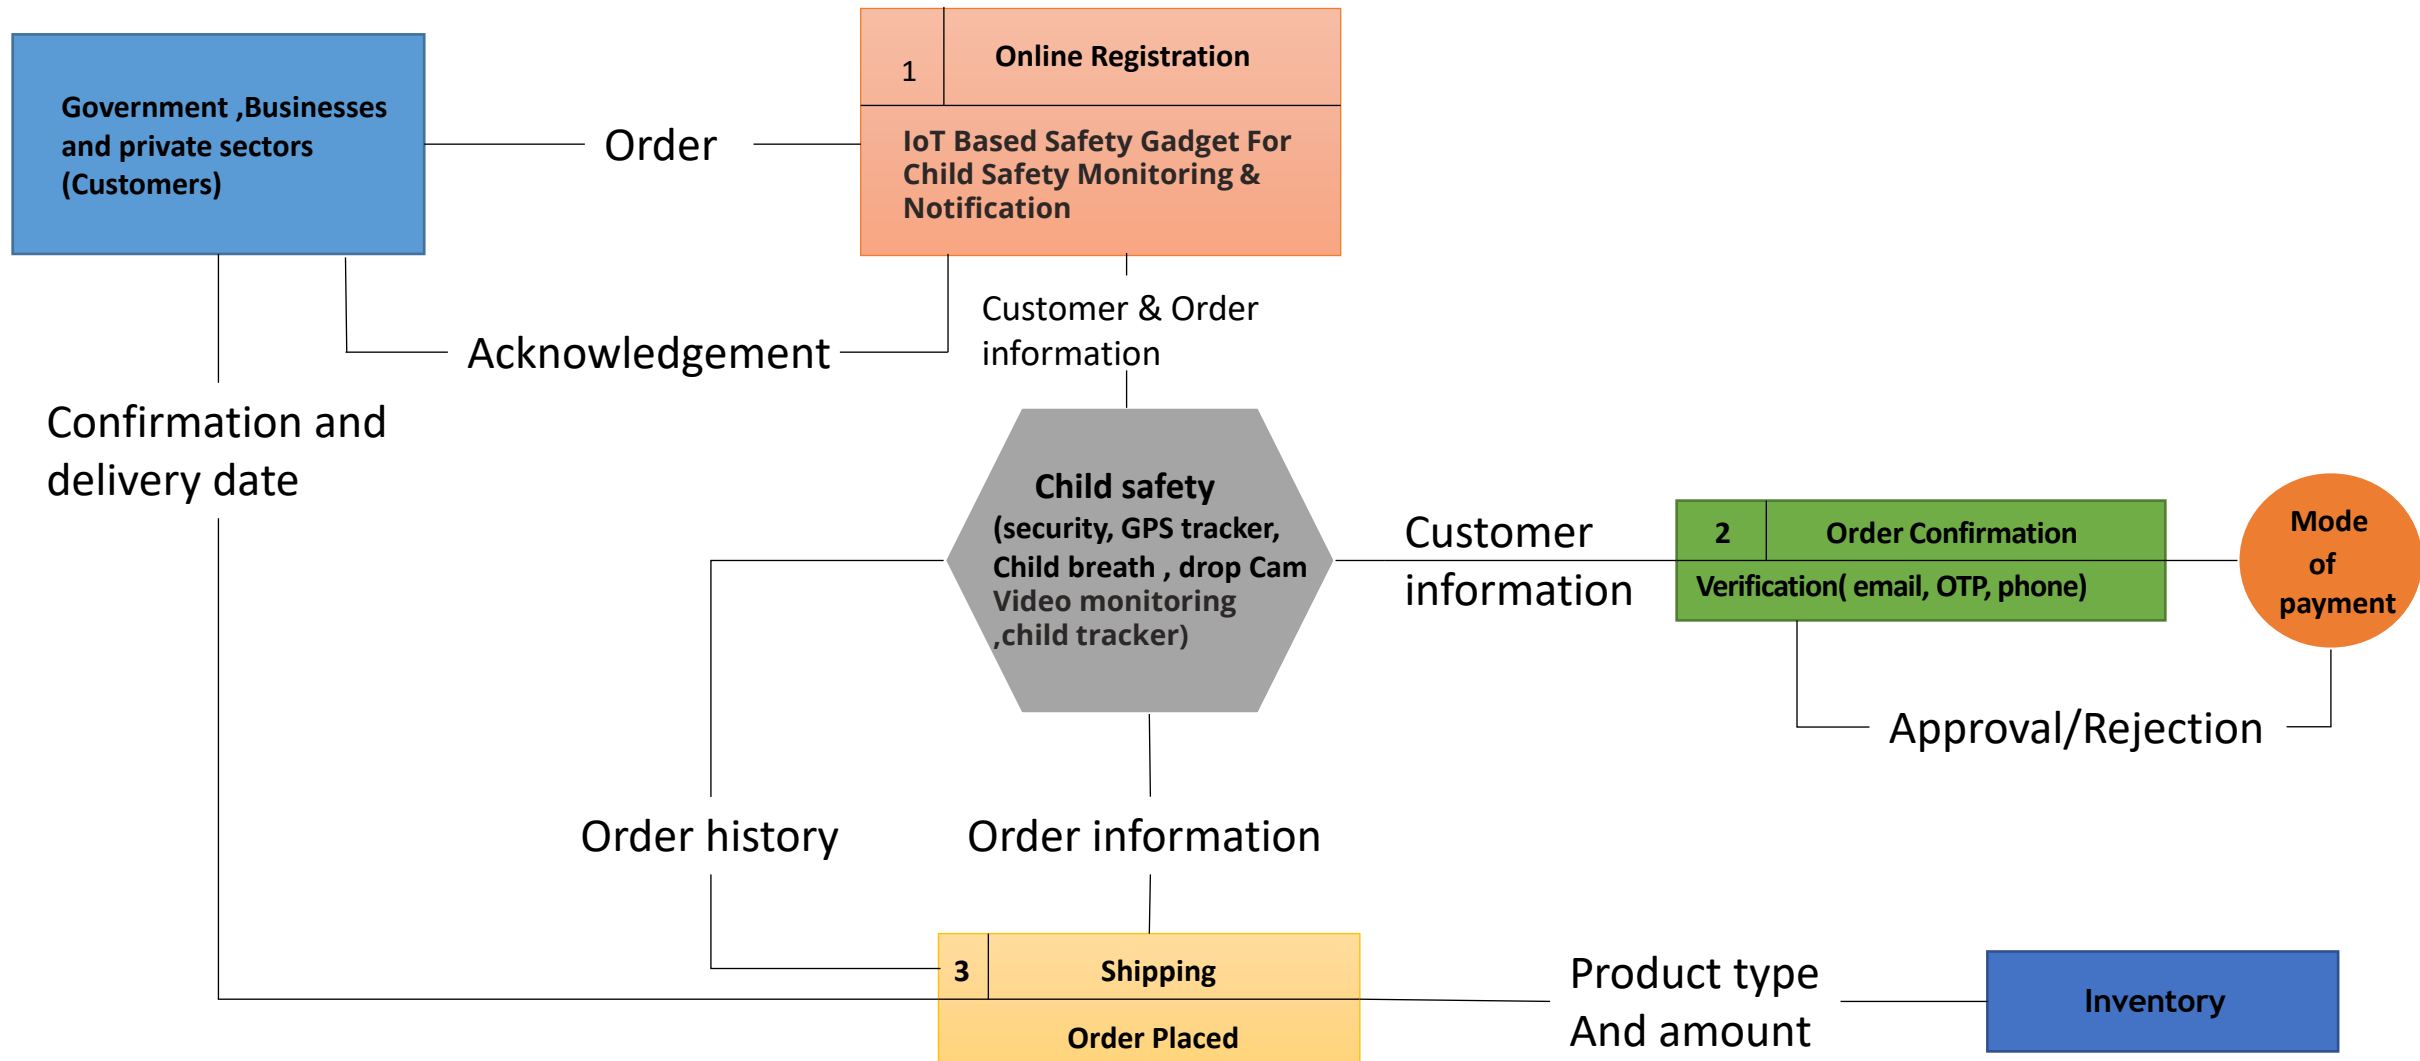 1
Online Registration
Government ,Businesses
and private sectors
(Customers)
Order
IoT Based Safety Gadget For
Child Safety Monitoring &
Notification
Acknowledgement
Customer & Order
information
Confirmation and
delivery date
Child safety
(security, GPS tracker,
Child breath , drop Cam
Video monitoring
,child tracker)
Customer
information
2
Order Confirmation
Verification( email, OTP, phone)
Mode
of
payment
Approval/Rejection
Order history
Order information
3
Shipping
Order Placed
Product type
And amount
Inventory